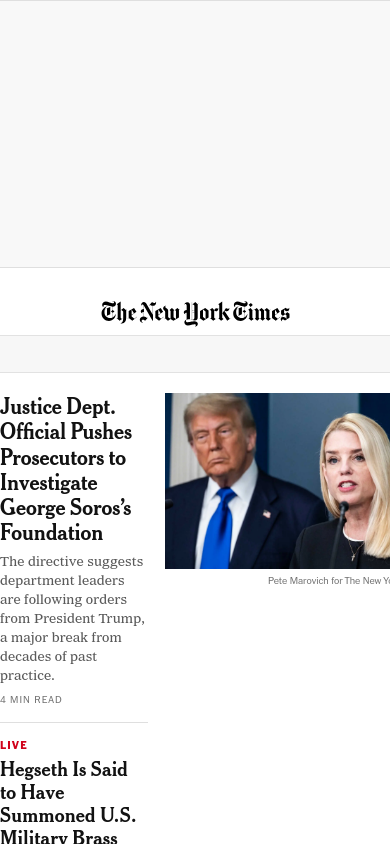 The New York Times
Justice Dept.
Official Pushes
Prosecutors to
Investigate
George Soros’s
Foundation
The directive suggests
department leaders
are following orders
from President Trump,
a major break from
decades of past
practice.
4 MIN READ
Pete Marovich for The New
LIVE
Hegseth Is Said
to Have
Summoned U.S.
Military Brass